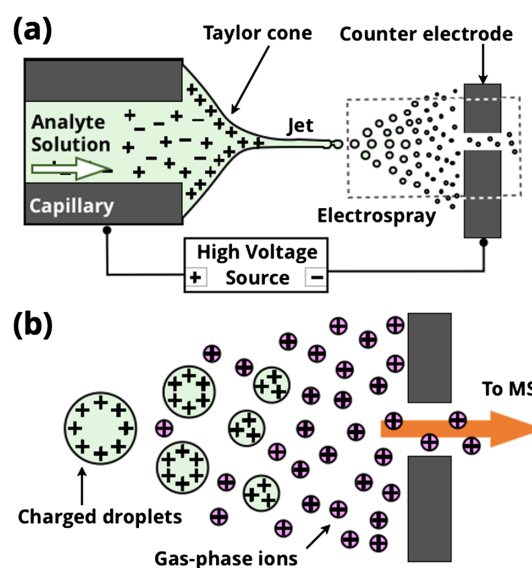 (a)
Taylor cone
Counter electrode
Analyte
Solution
Jet
Capillary
Electrospray
High Voltage
+ Source −
(b)
To MS
Charged droplets
Gas-phase ions